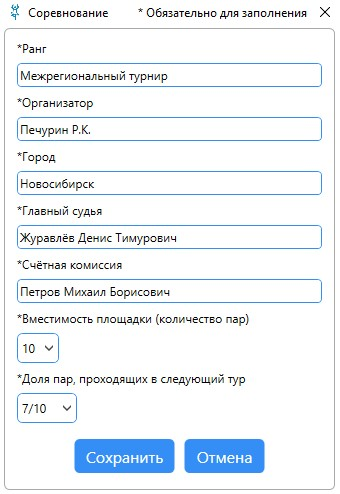 Соревнование * Обязательно для заполнения
*Ранг
Межрегиональный турнир
*Организатор
Печурин Р.К.
*Город
Новосибирск
*Главный судья
Журавлёв Денис Тимурович
*Счётная комиссия
Петров Михаил Борисович
*Вместимость площадки (количество пар)
10
*Доля пар, проходящих в следующий тур
7/10
Сохранить Отмена